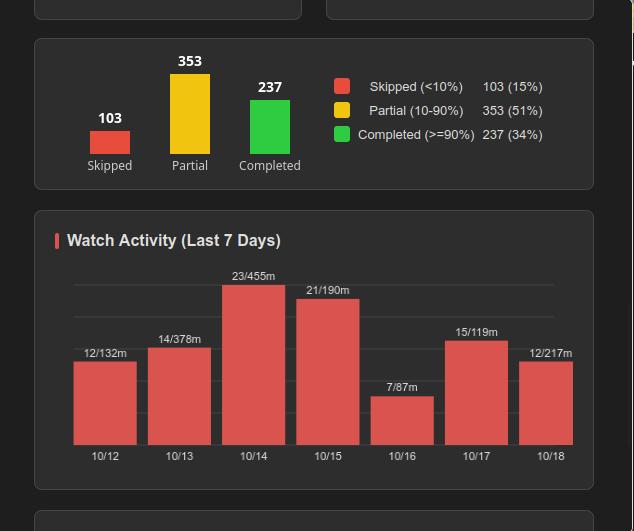 353
237
103
Skipped Partial Completed
Skipped (<10%) 103 (15%)
Partial (10-90%) 353 (51%)
Completed (>=90%) 237 (34%)
Watch Activity (Last 7 Days)
23/455m
21/190m
15/119m
14/378m
12/132m 12/217m
7/87m
10/12 10/13 10/14 10/15 10/16 10/17 10/18